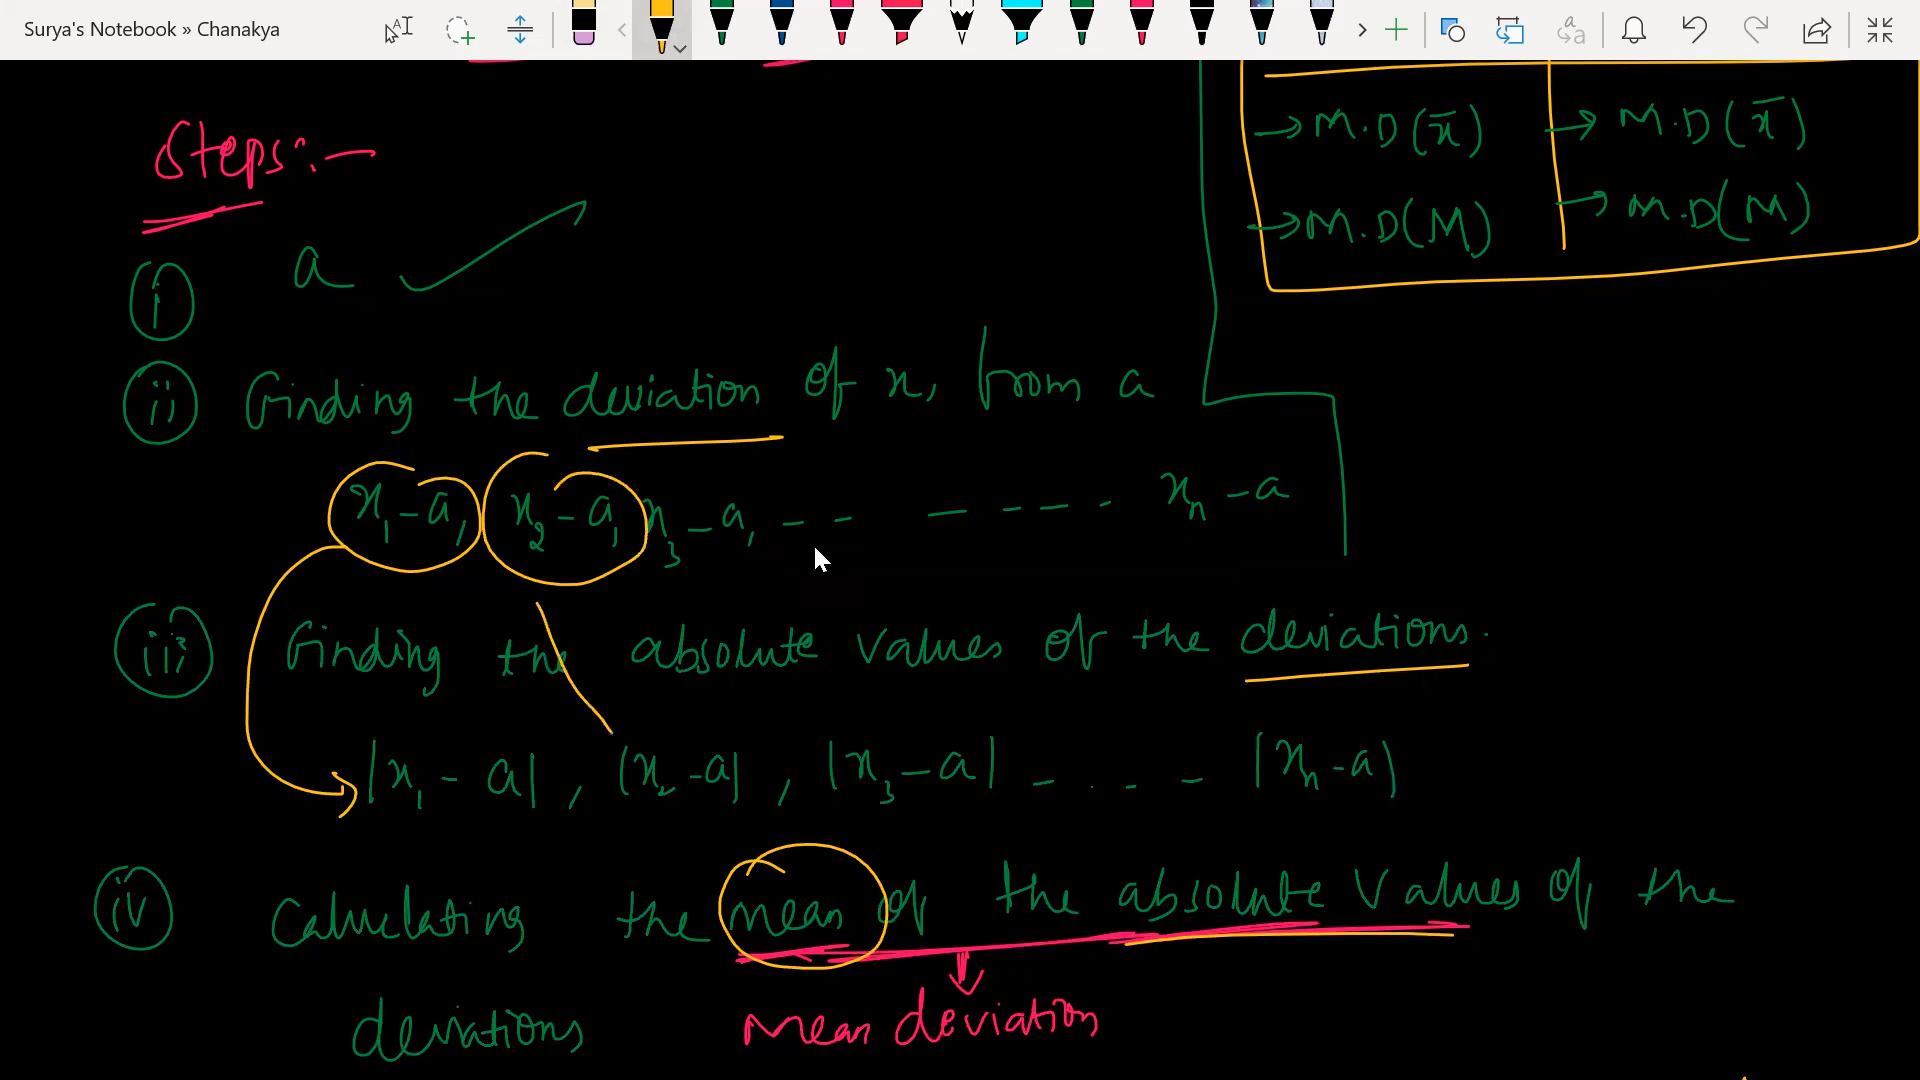 Surya's Notebook » Chanakya
→ M.D(x̄) → M.D(x̄)
→ M.D(M) → M.D(M)
Steps:-
i a
ii Finding the deviation of x, from a
x₁-a, x₂-a, x₃-a, -- ---- xₙ-a
iii Finding the absolute values of the deviations.
|x₁-a|, |x₂-a|, |x₃-a| - . . - |xₙ-a|
iv Calculating the mean of the absolute values of the
deviations
Mean deviation